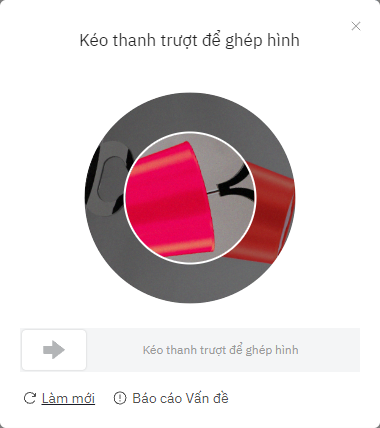 Kéo thanh trượt để ghép hình
Kéo thanh trượt để ghép hình
Làm mới
Báo cáo Vấn đề